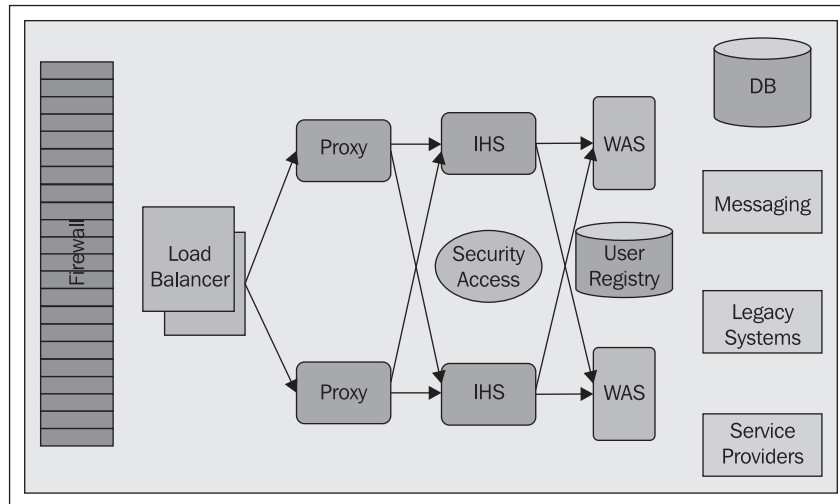 Firewall
Load
Balancer
Proxy
Proxy
IHS
IHS
Security
Access
WAS
User
Registry
WAS
DB
Messaging
Legacy
Systems
Service
Providers